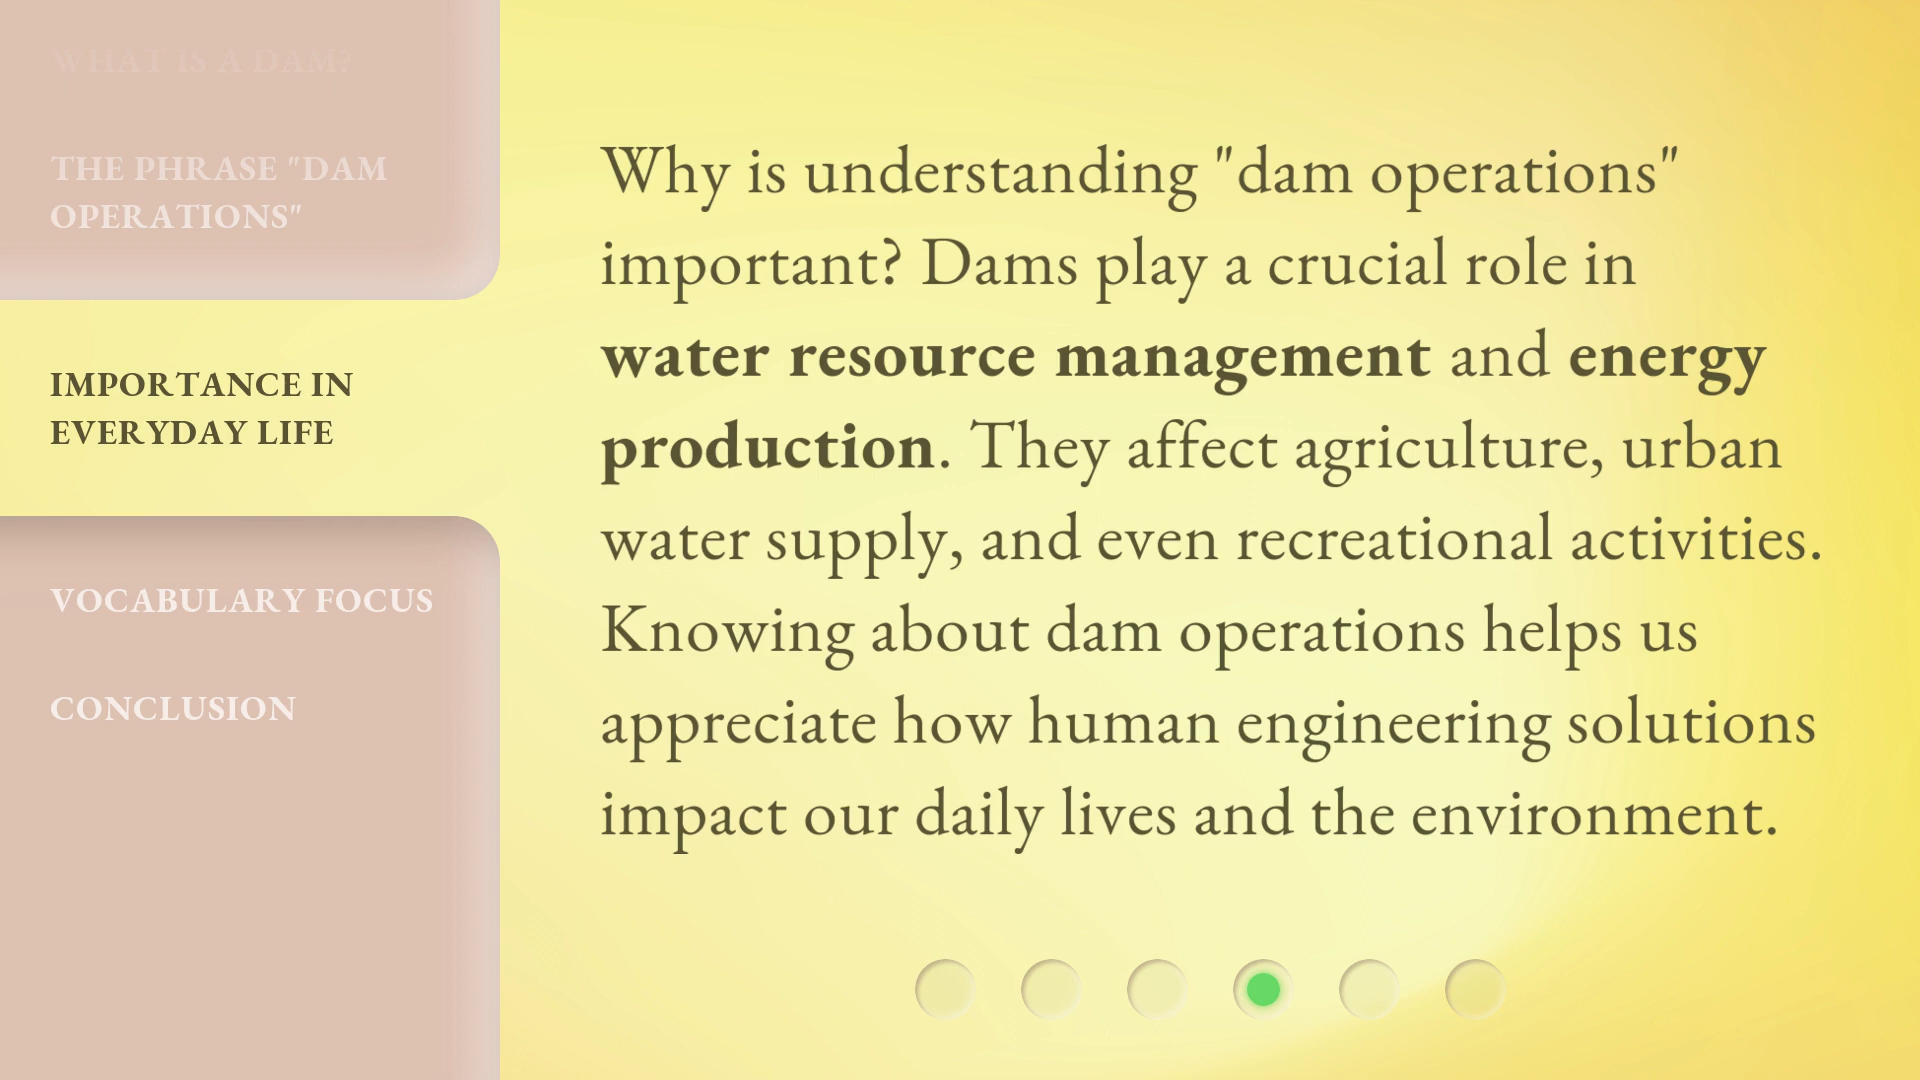 WHAT IS A DAM?
THE PHRASE "DAM
OPERATIONS"
IMPORTANCE IN
EVERYDAY LIFE
VOCABULARY FOCUS
CONCLUSION
Why is understanding "dam operations"
important? Dams play a crucial role in
water resource management and energy
production. They affect agriculture, urban
water supply, and even recreational activities.
Knowing about dam operations helps us
appreciate how human engineering solutions
impact our daily lives and the environment.